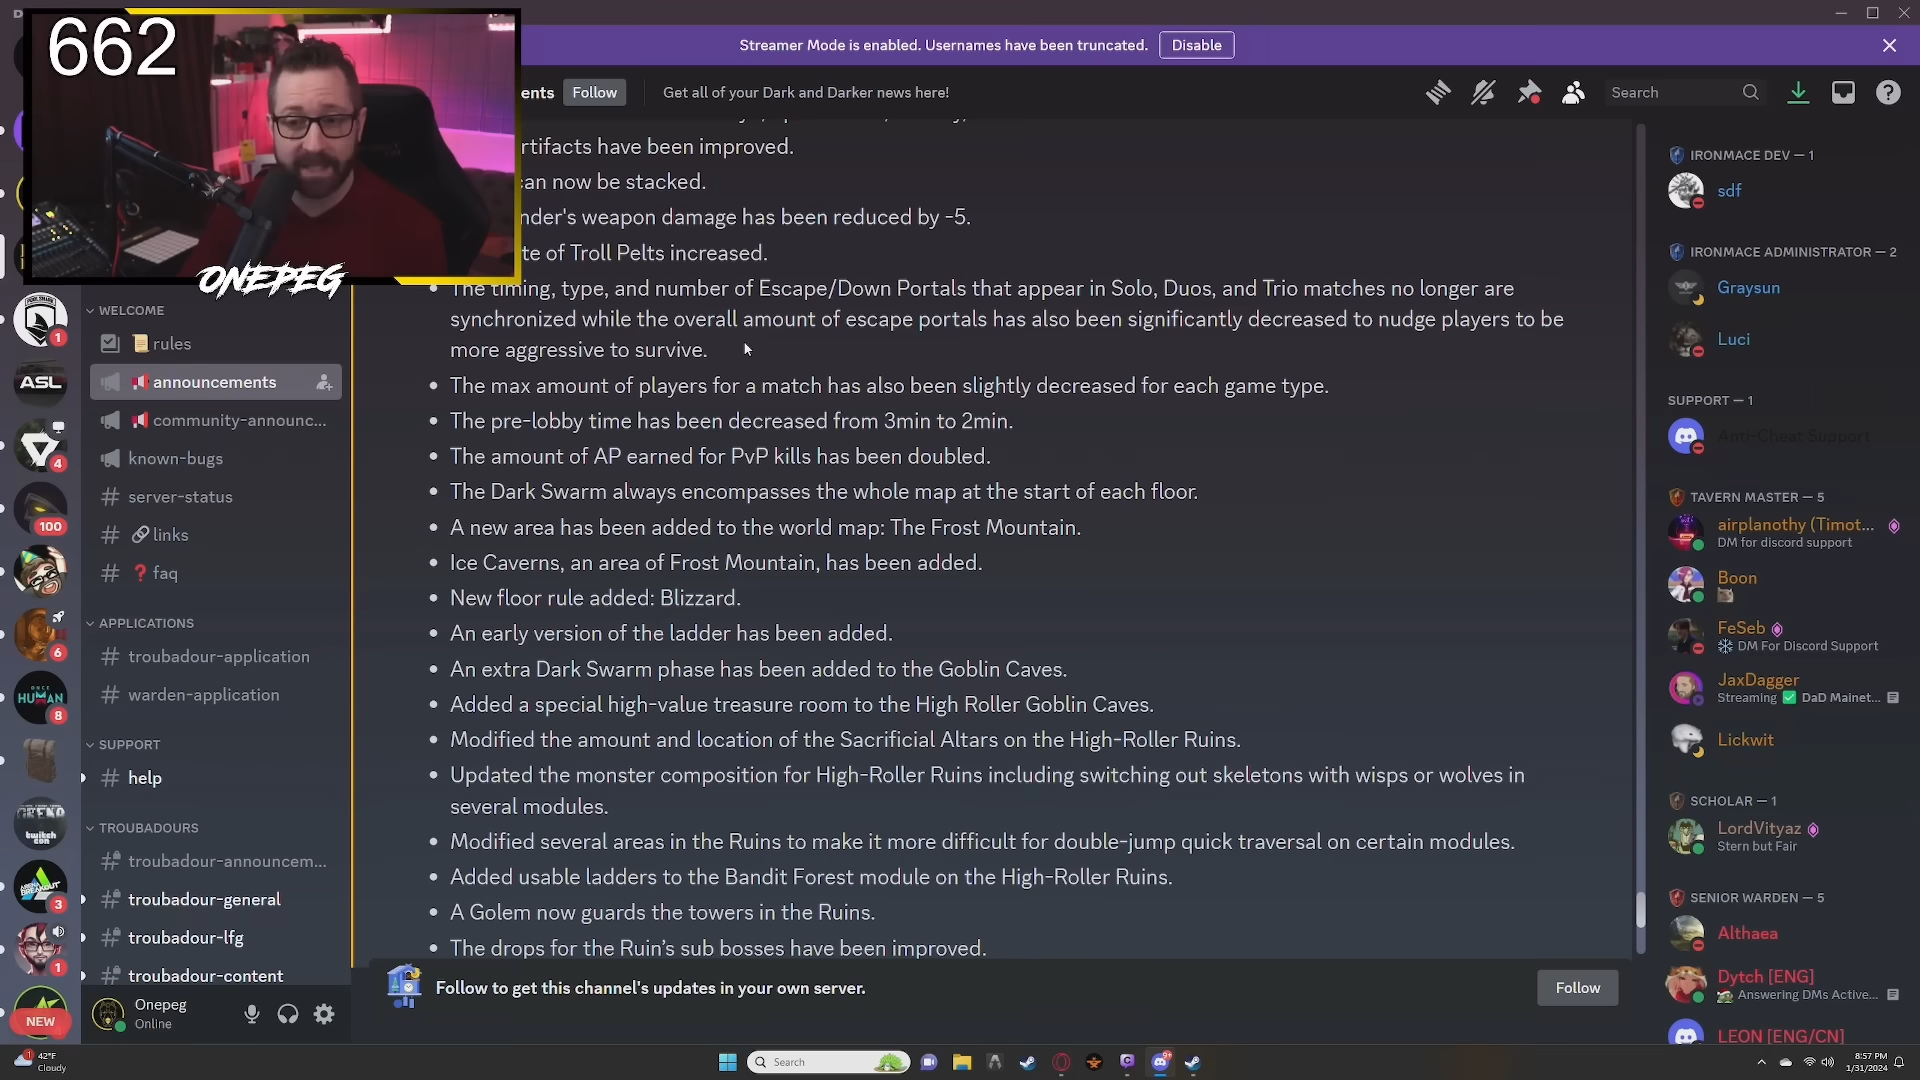 662
ONEPEG
Streamer Mode is enabled. Usernames have been truncated.
Disable
ents
Follow
Get all of your Dark and Darker news here!
Search
rtifacts have been improved.
can now be stacked.
nder's weapon damage has been reduced by -5.
te of Troll Pelts increased.
The timing, type, and number of Escape/Down Portals that appear in Solo, Duos, and Trio matches no longer are
synchronized while the overall amount of escape portals has also been significantly decreased to nudge players to be
more aggressive to survive.
The max amount of players for a match has also been slightly decreased for each game type.
The pre-lobby time has been decreased from 3min to 2min.
The amount of AP earned for PvP kills has been doubled.
The Dark Swarm always encompasses the whole map at the start of each floor.
A new area has been added to the world map: The Frost Mountain.
Ice Caverns, an area of Frost Mountain, has been added.
New floor rule added: Blizzard.
An early version of the ladder has been added.
An extra Dark Swarm phase has been added to the Goblin Caves.
Added a special high-value treasure room to the High Roller Goblin Caves.
Modified the amount and location of the Sacrificial Altars on the High-Roller Ruins.
Updated the monster composition for High-Roller Ruins including switching out skeletons with wisps or wolves in
several modules.
Modified several areas in the Ruins to make it more difficult for double-jump quick traversal on certain modules.
Added usable ladders to the Bandit Forest module on the High-Roller Ruins.
A Golem now guards the towers in the Ruins.
The drops for the Ruin's sub bosses have been improved.
Follow to get this channel's updates in your own server.
Follow
WELCOME
rules
announcements
community-announc...
known-bugs
server-status
links
faq
APPLICATIONS
troubadour-application
warden-application
SUPPORT
help
TROUBADOURS
troubadour-announcem...
troubadour-general
troubadour-lfg
troubadour-content
Onepeg
Online
1
ASL
4
100
6
ONCE
HUMAN
8
ARENA
twitch
con
ARENA
BREAKOUT
3
1
NEW
IRONMACE DEV — 1
sdf
IRONMACE ADMINISTRATOR — 2
Graysun
Luci
SUPPORT — 1
Anti-Cheat Support
TAVERN MASTER — 5
airplanothy (Timot...
DM for discord support
Boon
FeSeb
DM For Discord Support
JaxDagger
Streaming DaD Mainet...
Lickwit
SCHOLAR — 1
LordVityaz
Stern but Fair
SENIOR WARDEN — 5
Althaea
Dytch [ENG]
Answering DMs Active...
LEON [ENG/CN]
1
42°F
Cloudy
Search
9+
8:57 PM
1/31/2024